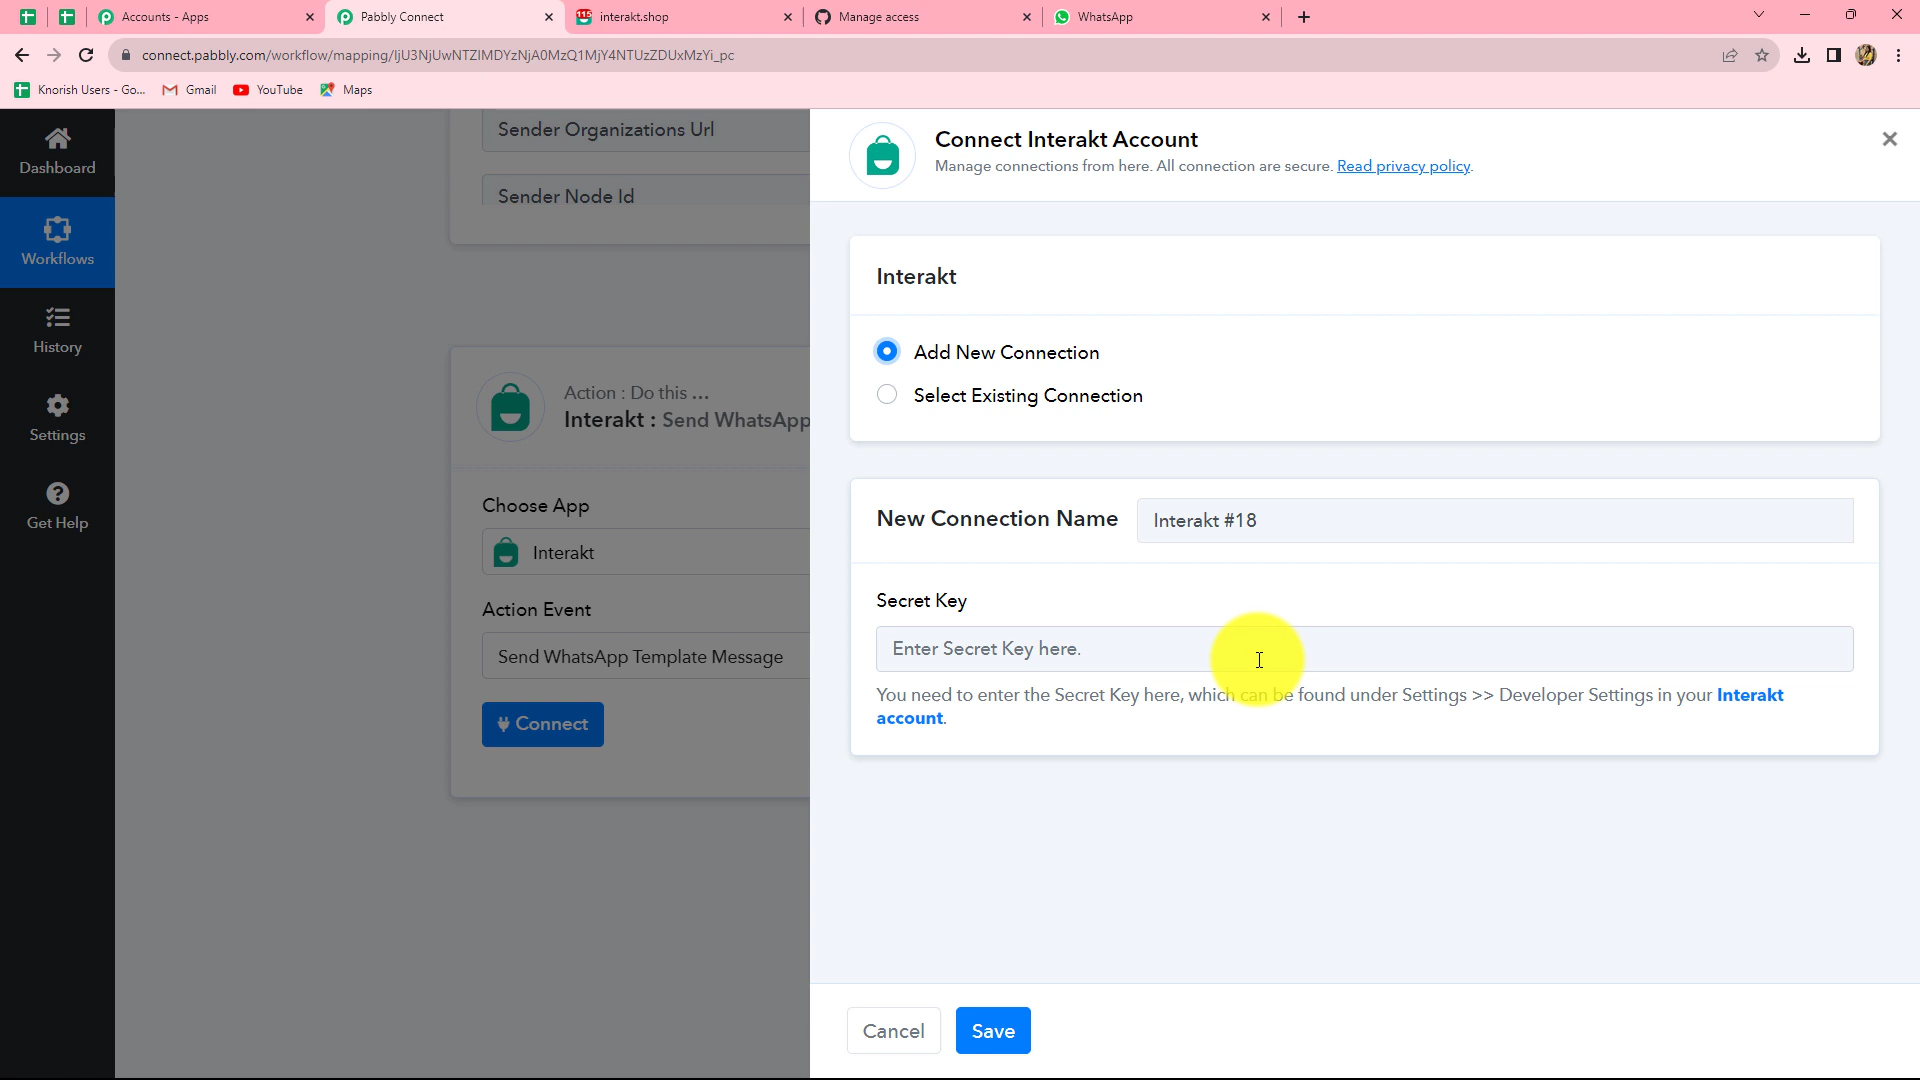 Accounts - Apps
Pabbly Connect
115
interakt.shop
Manage access
WhatsApp
connect.pabbly.com/workflow/mapping/IjU3NjUwNTZlMDYzNjA0MzQ1MjY4NTUzZDUxMzYi_pc
Knorish Users - Go...
Gmail
YouTube
Maps
Dashboard
Workflows
History
Settings
Get Help
Sender Organizations Url
Sender Node Id
Action : Do this ...
Interakt : Send WhatsApp
Choose App
Interakt
Action Event
Send WhatsApp Template Message
Connect
Connect Interakt Account
Manage connections from here. All connection are secure. Read privacy policy.
Interakt
Add New Connection
Select Existing Connection
New Connection Name
Interakt #18
Secret Key
Enter Secret Key here.
You need to enter the Secret Key here, which can be found under Settings >> Developer Settings in your Interakt
account.
Cancel
Save